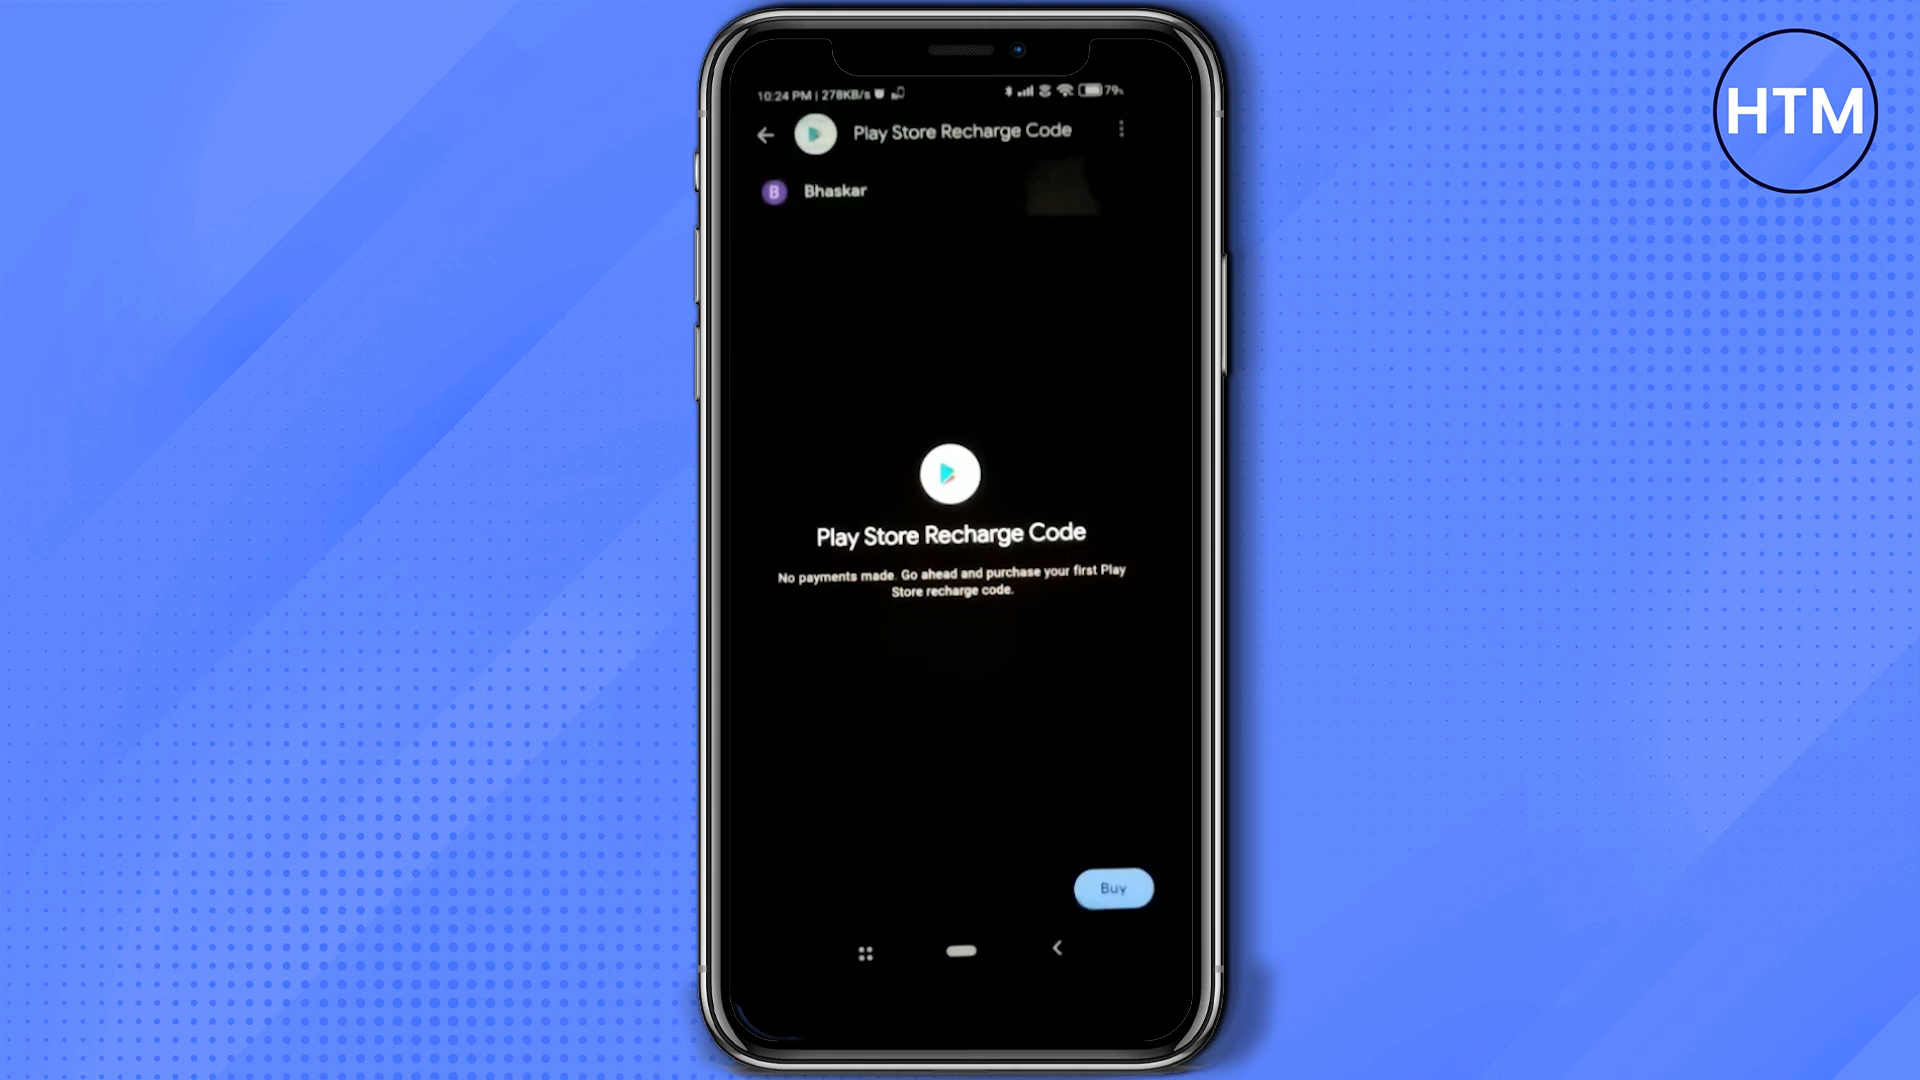 HTM
10:24 PM | 278KB/s
79%
Play Store Recharge Code
B Bhaskar
Play Store Recharge Code
No payments made. Go ahead and purchase your first Play
Store recharge code.
Buy